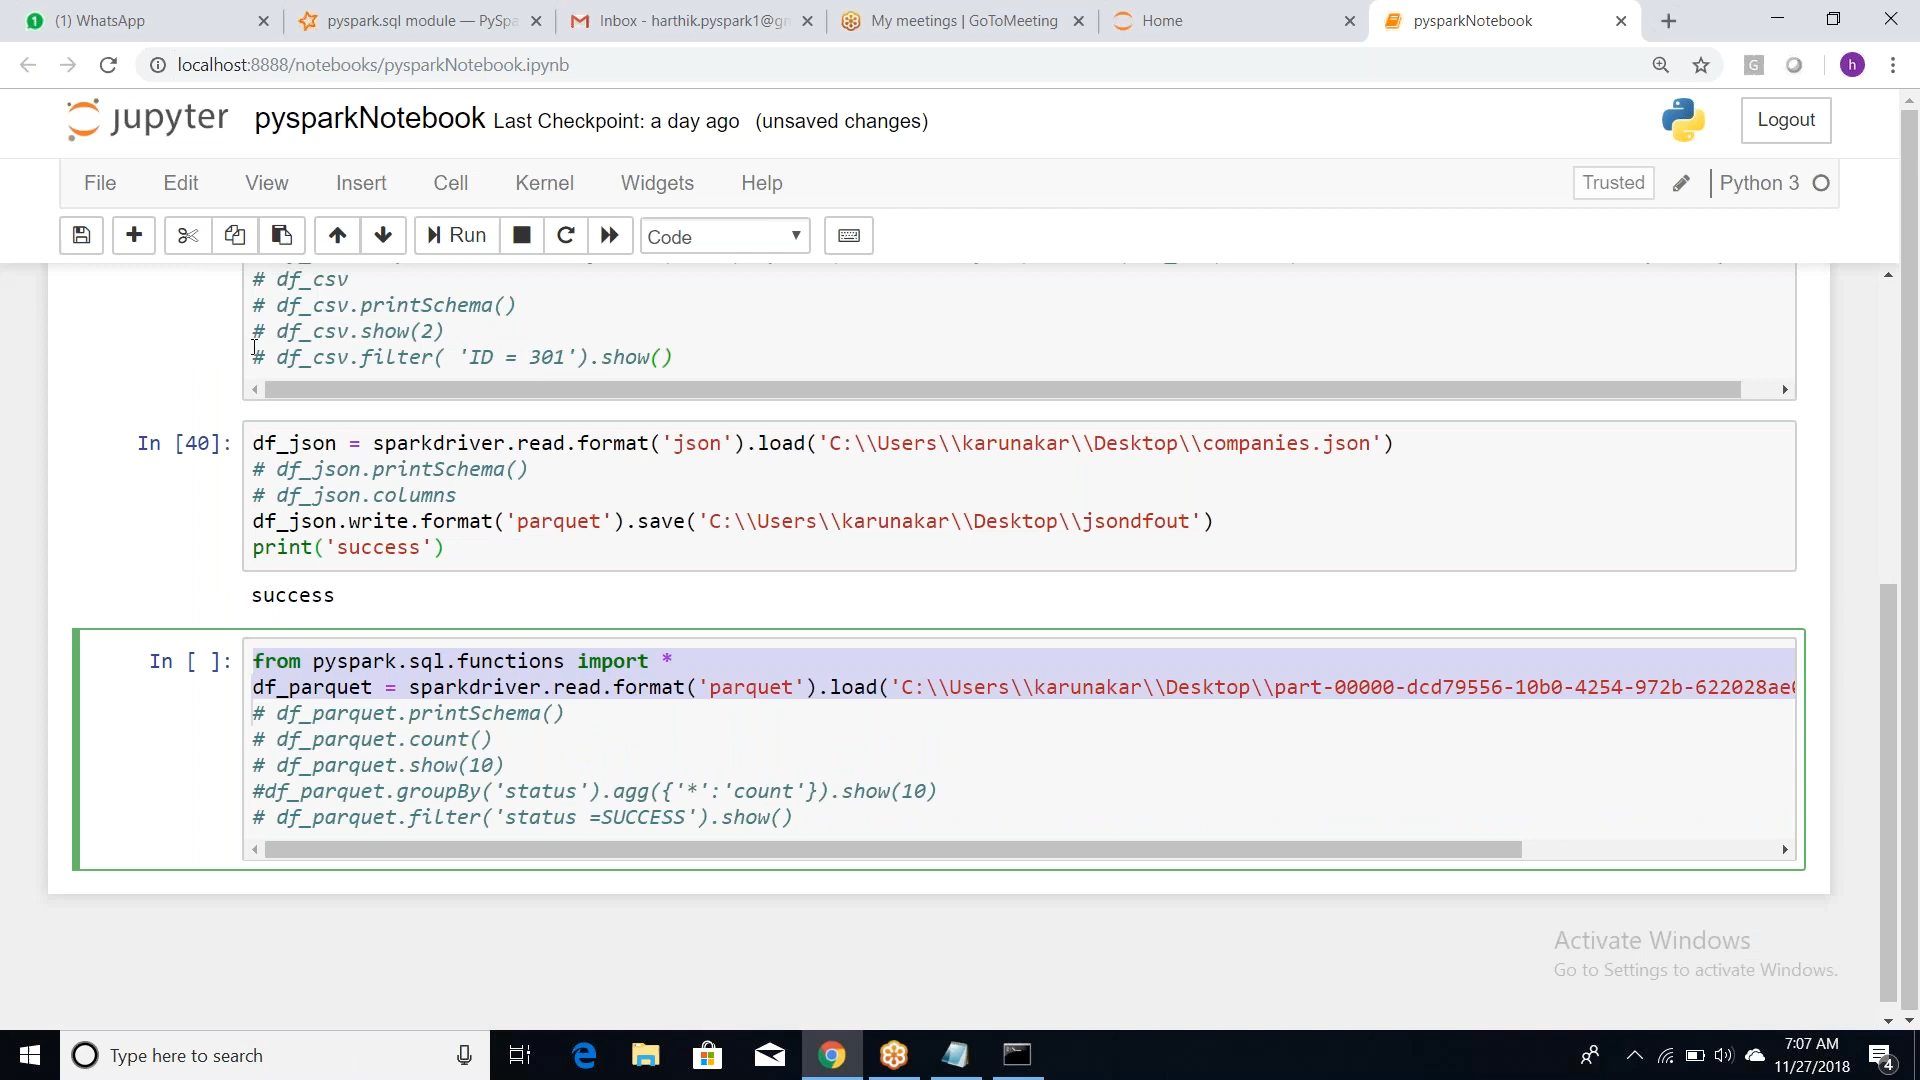 (1) WhatsApp
pyspark.sql module — PySpa
Inbox - harthik.pyspark1@gm
My meetings | GoToMeeting
Home
pysparkNotebook
localhost:8888/notebooks/pysparkNotebook.ipynb
G
h
jupyter pysparkNotebook Last Checkpoint: a day ago (unsaved changes)
Logout
File Edit View Insert Cell Kernel Widgets Help
Trusted
Python 3
Run
Code
# df_csv
# df_csv.printSchema()
# df_csv.show(2)
# df_csv.filter( 'ID = 301').show()
In [40]: df_json = sparkdriver.read.format('json').load('C:\\Users\\karunakar\\Desktop\\companies.json')
# df_json.printSchema()
# df_json.columns
df_json.write.format('parquet').save('C:\\Users\\karunakar\\Desktop\\jsondfout')
print('success')
success
In [ ]: from pyspark.sql.functions import *
df_parquet = sparkdriver.read.format('parquet').load('C:\\Users\\karunakar\\Desktop\\part-00000-dcd79556-10b0-4254-972b-622028ae
# df_parquet.printSchema()
# df_parquet.count()
# df_parquet.show(10)
#df_parquet.groupBy('status').agg({'*':'count'}).show(10)
# df_parquet.filter('status =SUCCESS').show()
Activate Windows
Go to Settings to activate Windows.
Type here to search
7:07 AM
11/27/2018
4